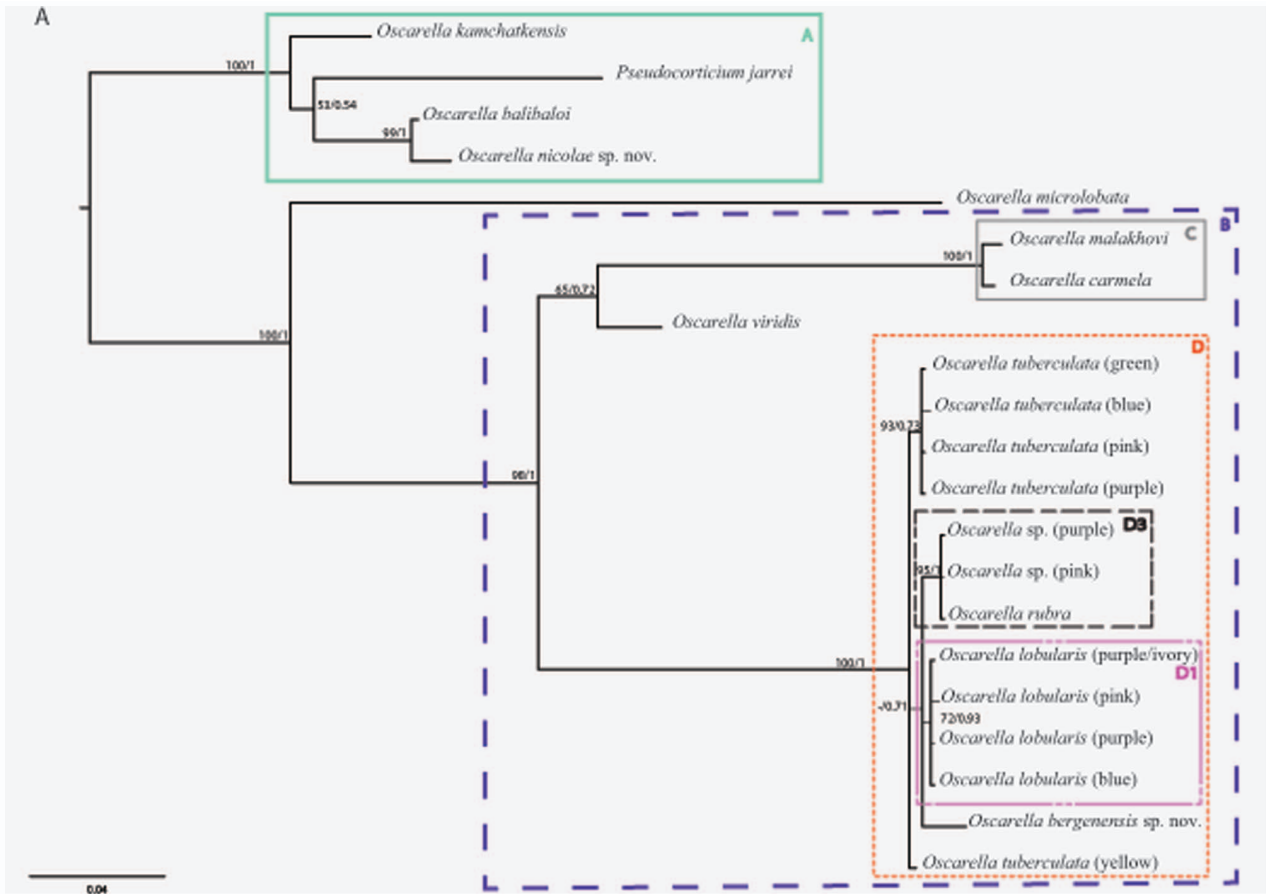 A
Oscarella kamchatkensis
A
100/1
Pseudocorticium jarrei
53/0.54
Oscarella balibaloi
99/1
Oscarella nicolae sp. nov.
Oscarella microlobata
B
Oscarella malakhovi
C
100/1
Oscarella carmela
65/0.72
Oscarella viridis
100/1
D
Oscarella tuberculata (green)
Oscarella tuberculata (blue)
93/0.73
Oscarella tuberculata (pink)
98/1
Oscarella tuberculata (purple)
Oscarella sp. (purple)
D3
95/1
Oscarella sp. (pink)
Oscarella rubra
Oscarella lobularis (purple/ivory)
100/1
D1
Oscarella lobularis (pink)
-/0.71
72/0.93
Oscarella lobularis (purple)
Oscarella lobularis (blue)
Oscarella bergenensis sp. nov.
Oscarella tuberculata (yellow)
0.04